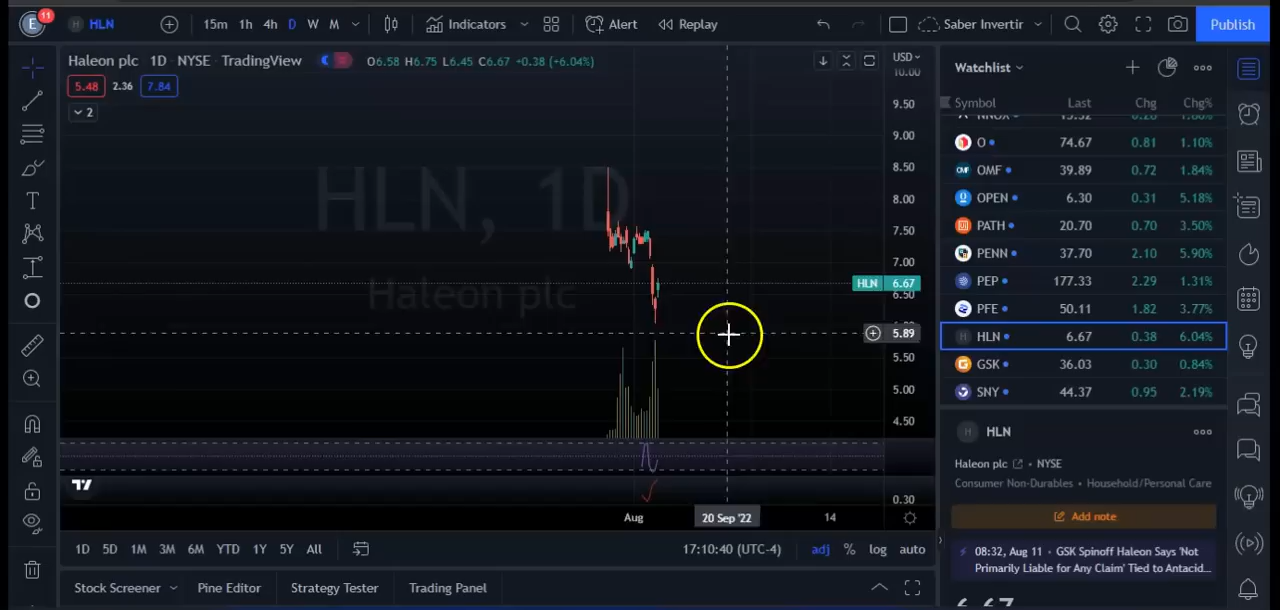 E 11 H HLN 15m 1h 4h D W M Indicators Alert Replay Saber Invertir Publish
Haleon plc 1D NYSE TradingView O6.58 H6.75 L6.45 C6.67 +0.38 (+6.04%)
5.48 2.36 7.84
2
HLN, 1D
Haleon plc
USD
10.00
9.50
9.00
8.50
8.00
7.50
7.00
HLN 6.67
6.50
5.89
5.50
5.00
4.50
0.30
Aug 20 Sep '22 14
1D 5D 1M 3M 6M YTD 1Y 5Y All 17:10:40 (UTC-4) adj % log auto
Stock Screener Pine Editor Strategy Tester Trading Panel
Watchlist
Symbol Last Chg Chg%
O 74.67 0.81 1.10%
OMF 39.89 0.72 1.84%
OPEN 6.30 0.31 5.18%
PATH 20.70 0.70 3.50%
PENN 37.70 2.10 5.90%
PEP 177.33 2.29 1.31%
PFE 50.11 1.82 3.77%
H HLN 6.67 0.38 6.04%
GSK 36.03 0.30 0.84%
SNY 44.37 0.95 2.19%
H HLN
Haleon plc • NYSE
Consumer Non-Durables • Household/Personal Care
Add note
08:32, Aug 11 • GSK Spinoff Haleon Says 'Not
Primarily Liable for Any Claim' Tied to Antacid...